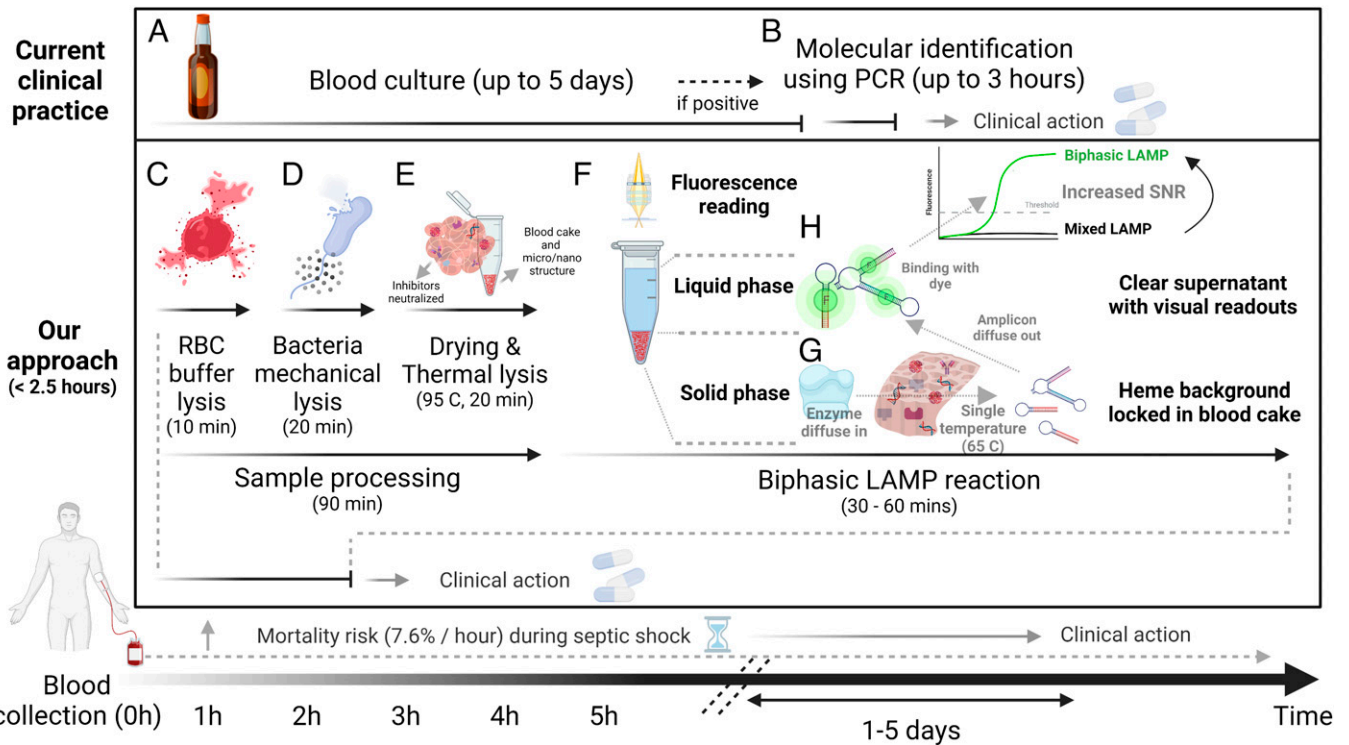 Current
clinical
practice
A
Blood culture (up to 5 days)
if positive
B
Molecular identification
using PCR (up to 3 hours)
Clinical action
Our
approach
(< 2.5 hours)
C
RBC
buffer
lysis
(10 min)
D
Bacteria
mechanical
lysis
(20 min)
E
Inhibitors
neutralized
Blood cake
and
micro/nano
structure
Drying &
Thermal lysis
(95 C, 20 min)
Sample processing
(90 min)
F
Fluorescence
reading
Liquid phase
Solid phase
H
F
F
F
Binding with
dye
Fluorescence
Biphasic LAMP
Increased SNR
Threshold
Mixed LAMP
Clear supernatant
with visual readouts
Amplicon
diffuse out
G
Enzyme
diffuse in
Single
temperature
(65 C)
Heme background
locked in blood cake
Biphasic LAMP reaction
(30 - 60 mins)
Clinical action
Mortality risk (7.6% / hour) during septic shock
Clinical action
Blood
collection (0h)
1h
2h
3h
4h
5h
1-5 days
Time